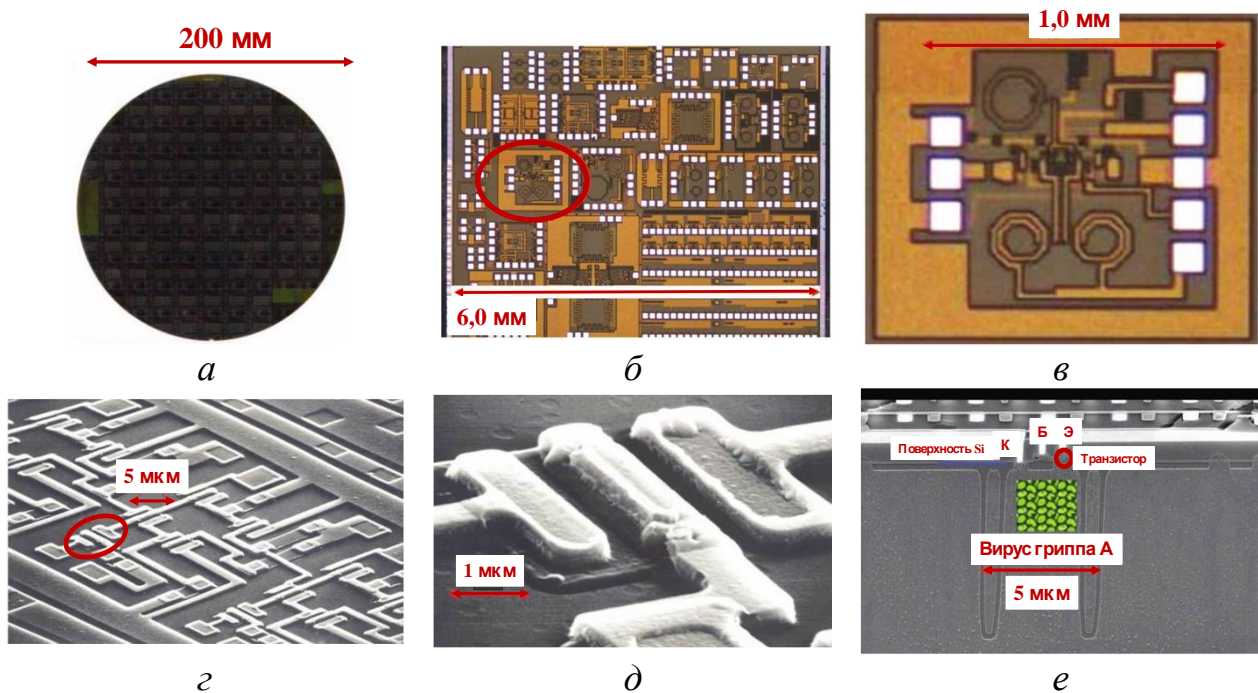 200 мм
1,0 мм
6,0 мм
а
б
в
5 мкм
1 мкм
Поверхность Si
К
Б
Э
Транзистор
Вирус гриппа А
5 мкм
г
д
е